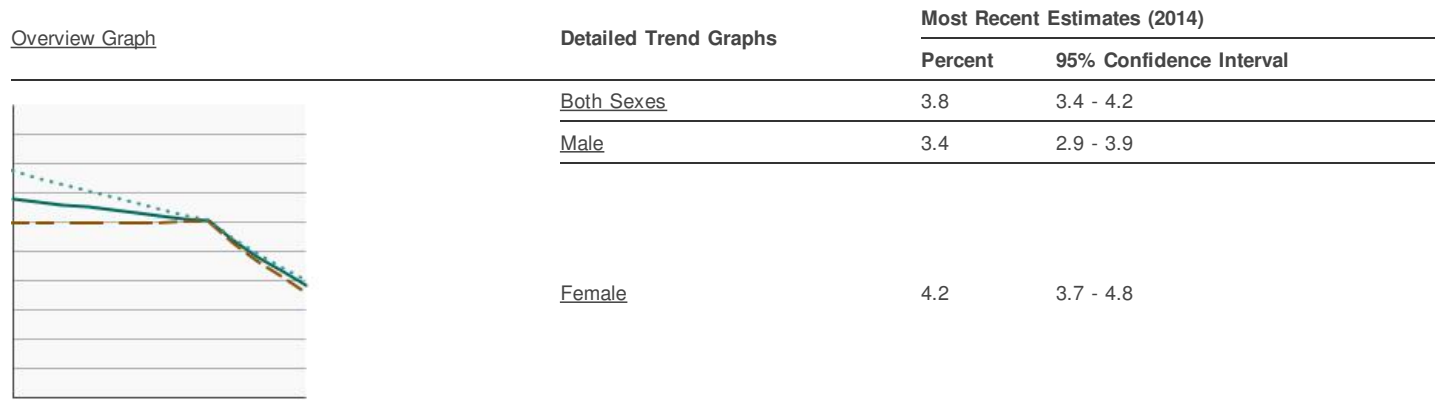 Most Recent Estimates (2014)
Overview Graph Detailed Trend Graphs
Percent 95% Confidence Interval
Both Sexes 3.8 3.4 - 4.2
Male 3.4 2.9 - 3.9
Female 4.2 3.7 - 4.8